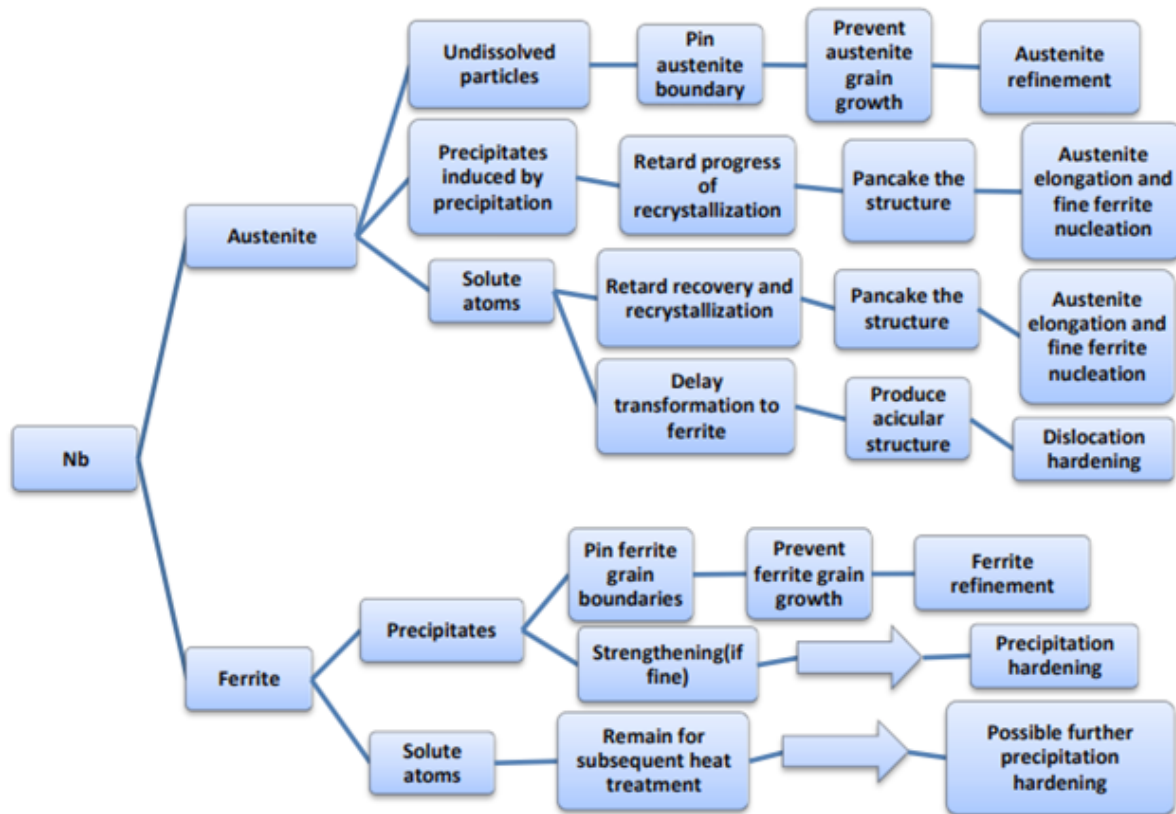 Undissolved
particles
Pin
austenite
boundary
Prevent
austenite
grain
growth
Austenite
refinement
Precipitates
induced by
precipitation
Retard progress
of
recrystallization
Pancake the
structure
Austenite
elongation and
fine ferrite
nucleation
Austenite
Solute
atoms
Retard recovery and
recrystallization
Pancake the
structure
Austenite
elongation and
fine ferrite
nucleation
Delay
transformation to
ferrite
Produce
acicular
structure
Dislocation
hardening
Nb
Pin ferrite
grain
boundaries
Prevent
ferrite grain
growth
Ferrite
refinement
Precipitates
Strengthening(if
fine)
Precipitation
hardening
Ferrite
Solute
atoms
Remain for
subsequent heat
treatment
Possible further
precipitation
hardening